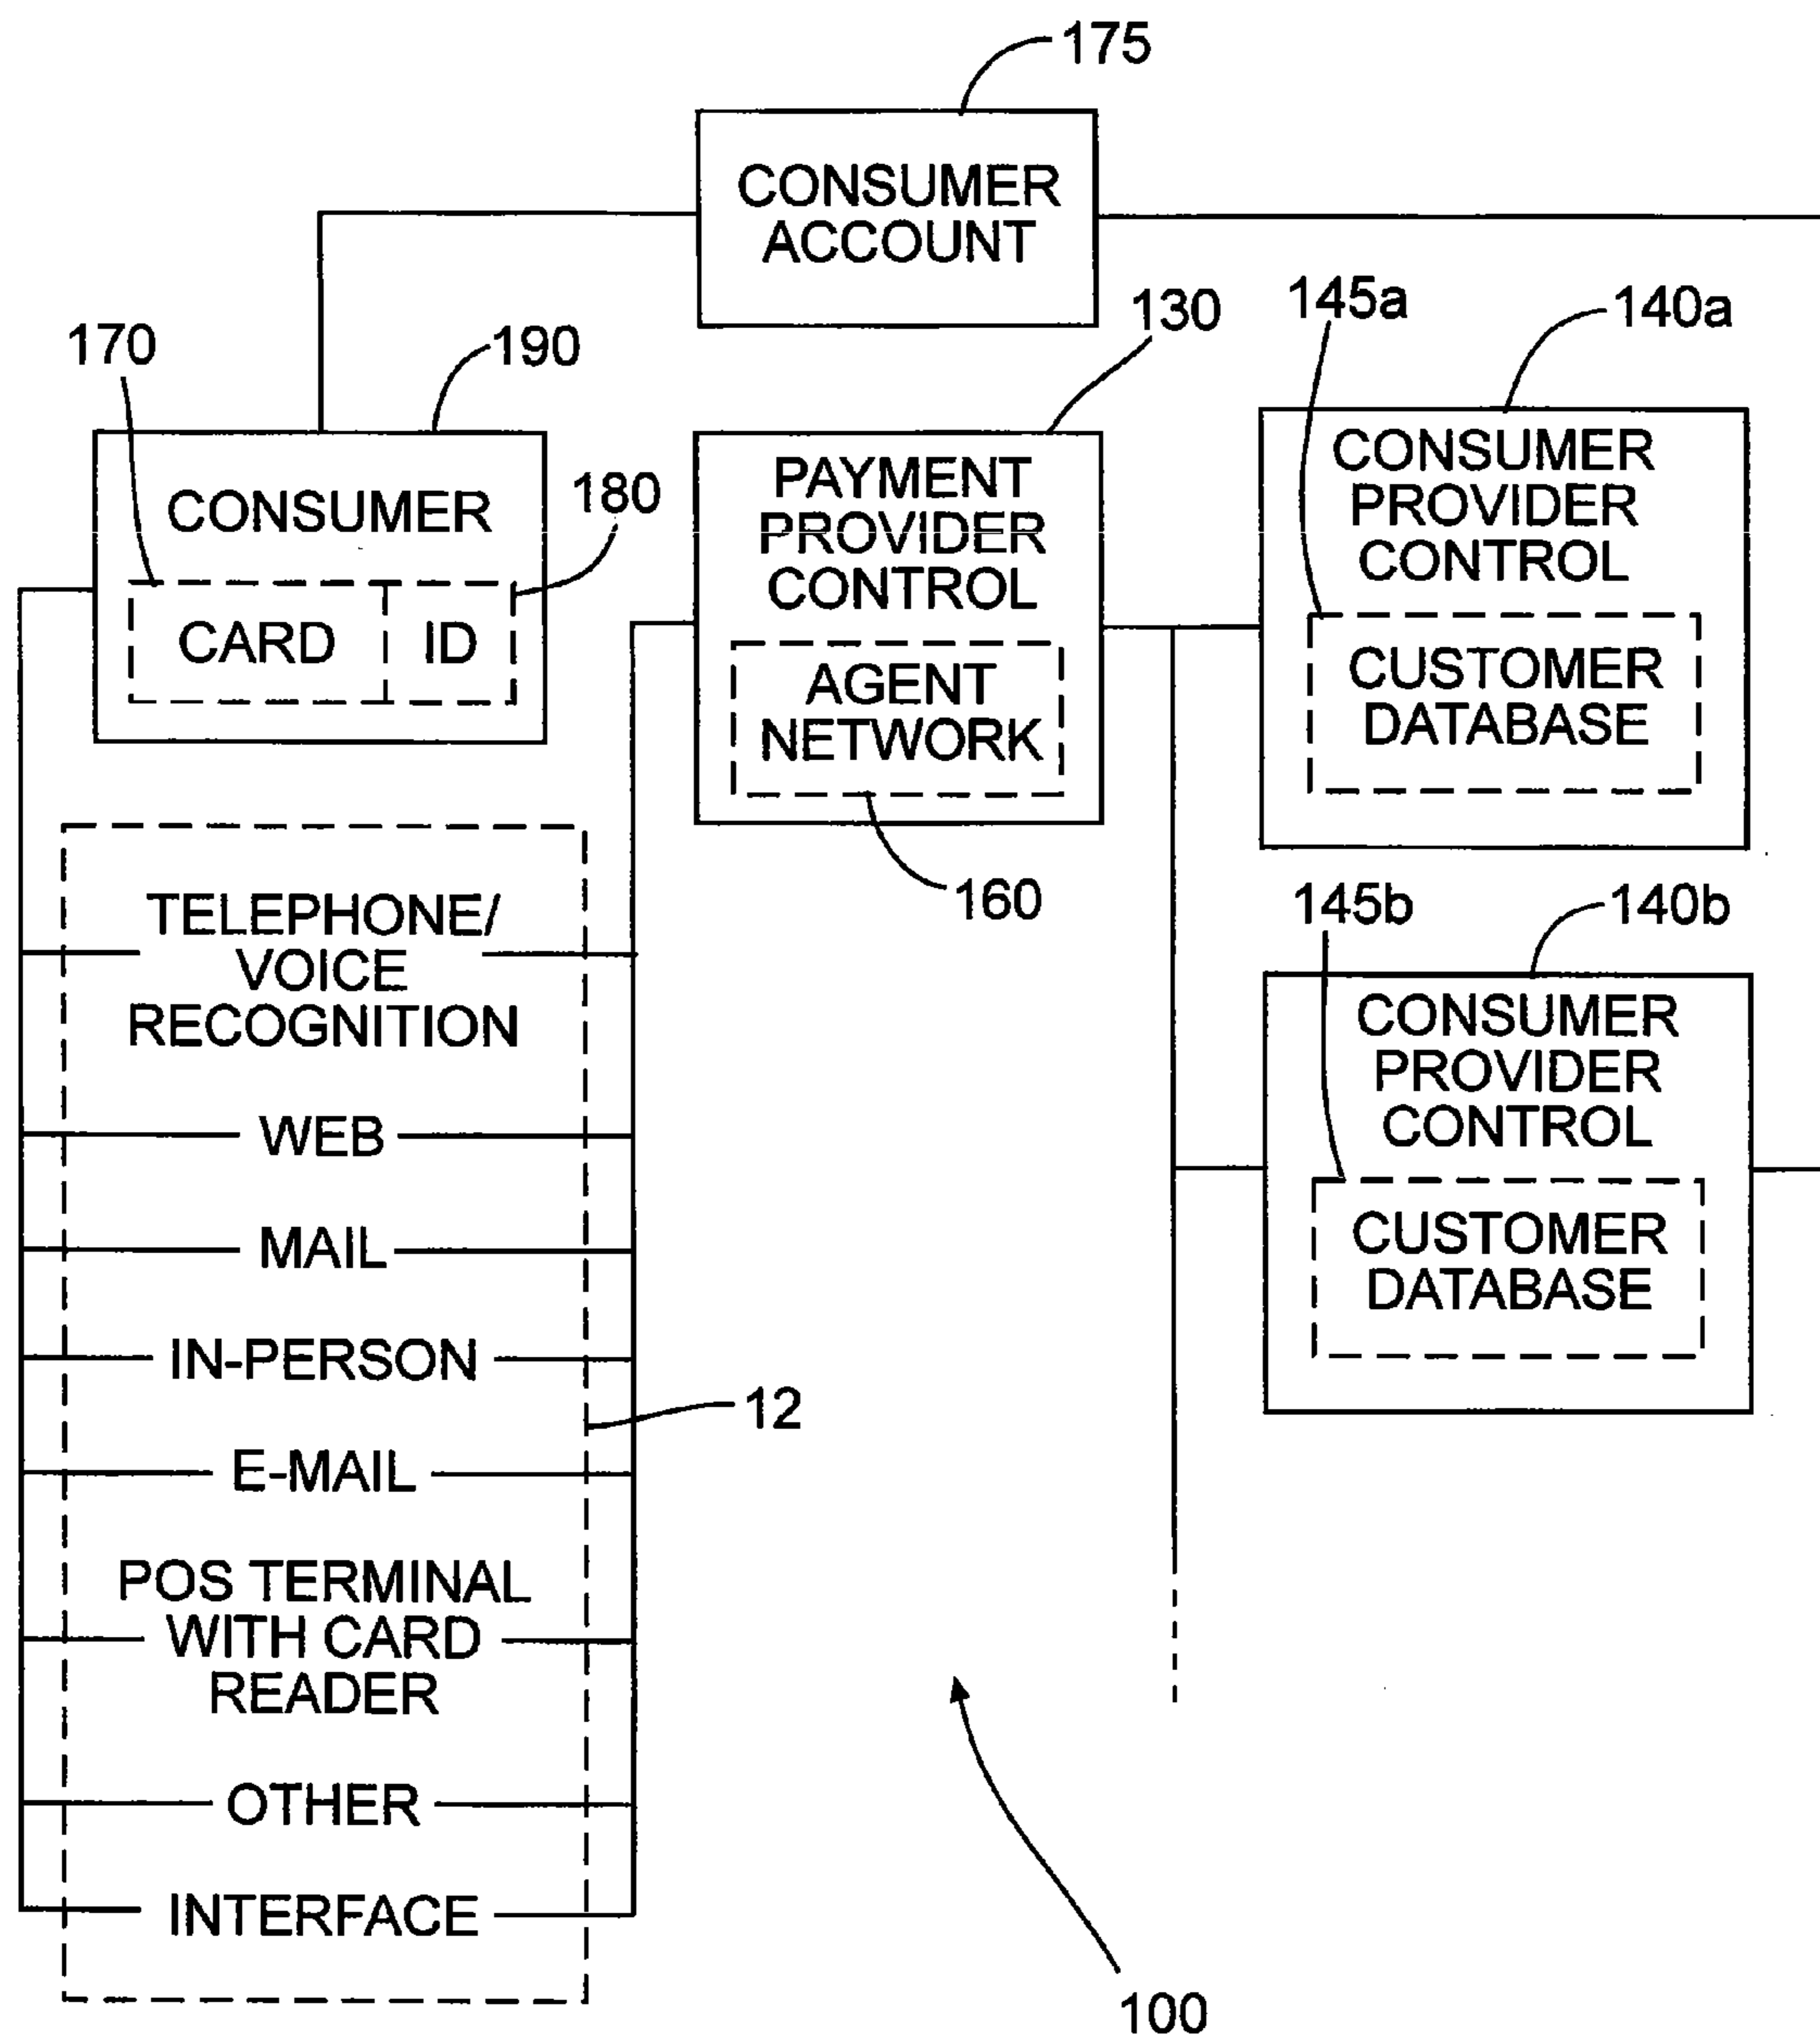 175
CONSUMER
ACCOUNT
145a
140a
130
170
190
CONSUMER
180
CARD
ID
PAYMENT
PROVIDER
CONTROL
AGENT
NETWORK
160
CONSUMER
PROVIDER
CONTROL
CUSTOMER
DATABASE
145b
140b
CONSUMER
PROVIDER
CONTROL
CUSTOMER
DATABASE
TELEPHONE/
VOICE
RECOGNITION
WEB
MAIL
IN-PERSON
12
E-MAIL
POS TERMINAL
WITH CARD
READER
OTHER
INTERFACE
100